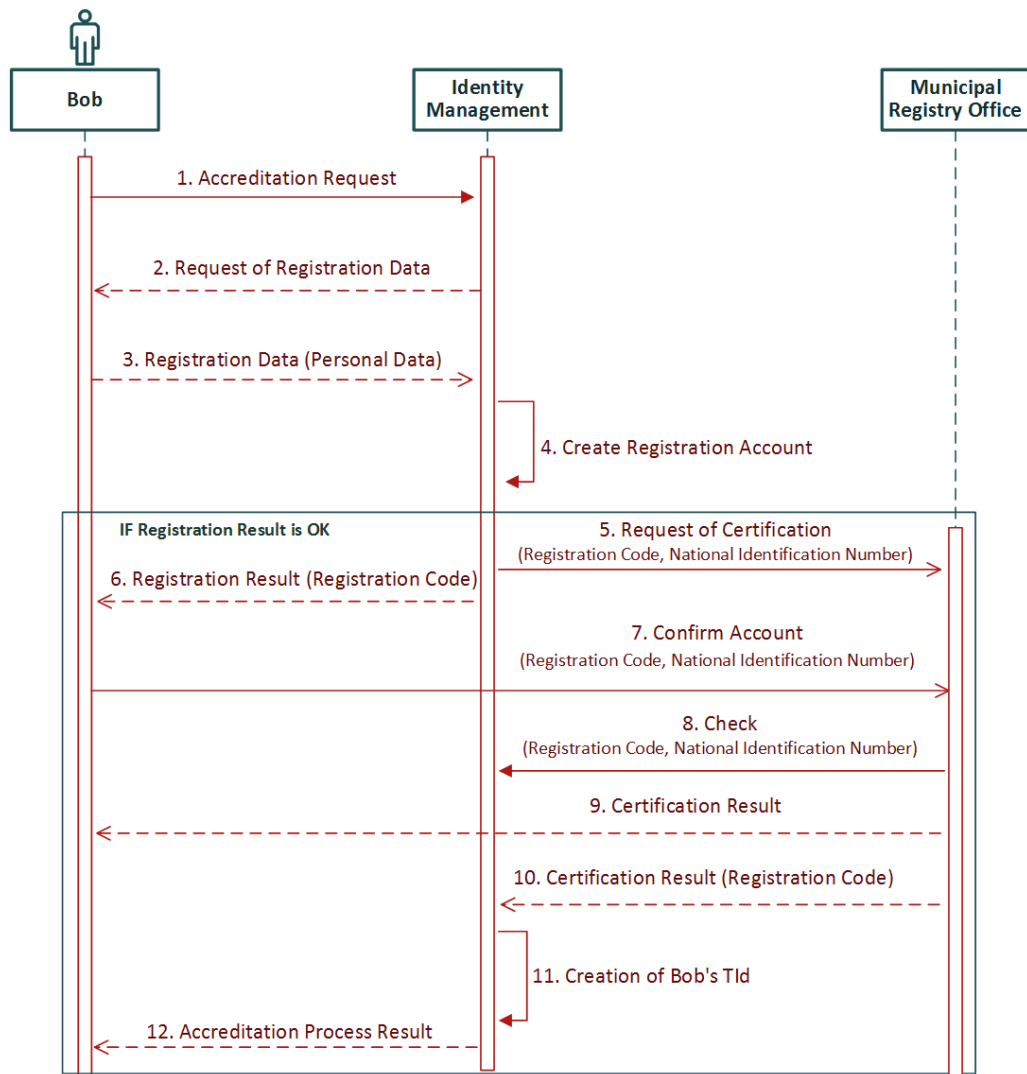 Bob
Identity
Management
Municipal
Registry Office
1. Accreditation Request
2. Request of Registration Data
3. Registration Data (Personal Data)
4. Create Registration Account
IF Registration Result is OK
5. Request of Certification
(Registration Code, National Identification Number)
6. Registration Result (Registration Code)
7. Confirm Account
(Registration Code, National Identification Number)
8. Check
(Registration Code, National Identification Number)
9. Certification Result
10. Certification Result (Registration Code)
11. Creation of Bob's TId
12. Accreditation Process Result